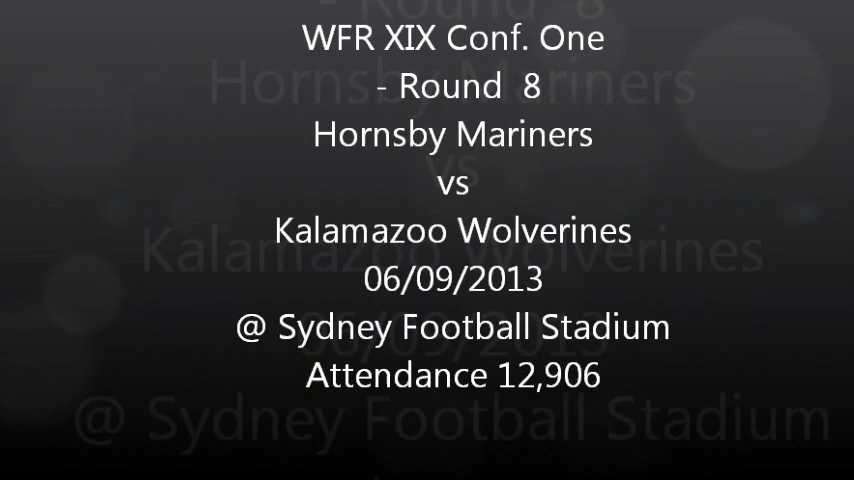 WFR XIX Conf. One
- Round  8
Hornsby Mariners
vs
Kalamazoo Wolverines
06/09/2013
@ Sydney Football Stadium
Attendance 12,906